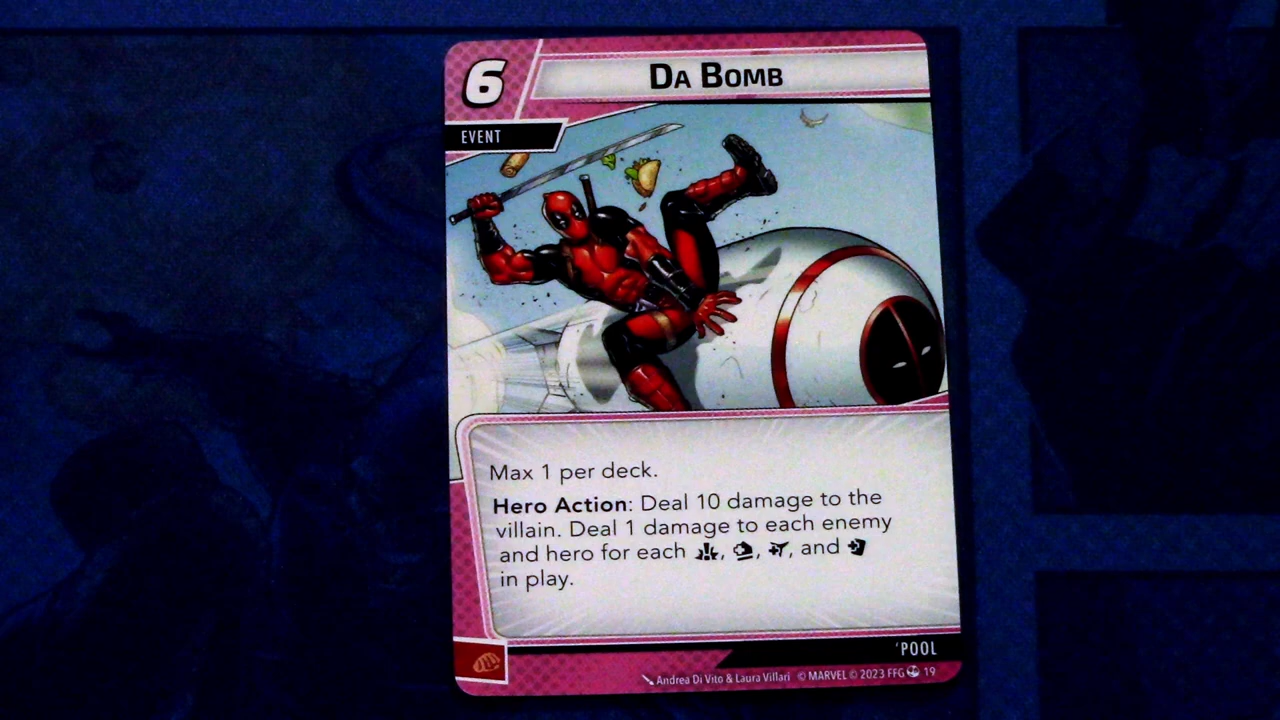 6
DA BOMB
EVENT
Max 1 per deck.
Hero Action: Deal 10 damage to the
villain. Deal 1 damage to each enemy
and hero for each , , , and
in play.
'POOL
Andrea Di Vito & Laura Villari © MARVEL © 2023 FFG 19